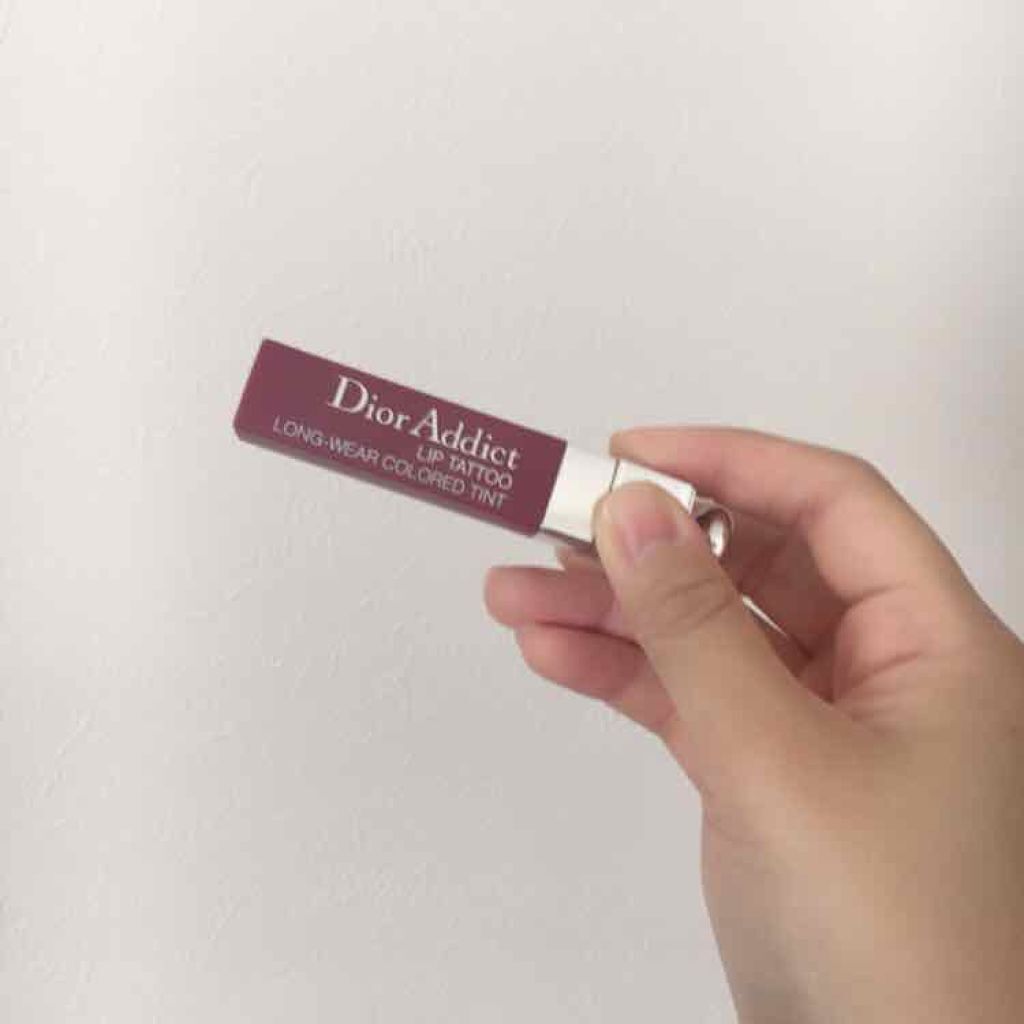 Dior Addict
LIP TATTOO
LONG-WEAR COLORED TINT